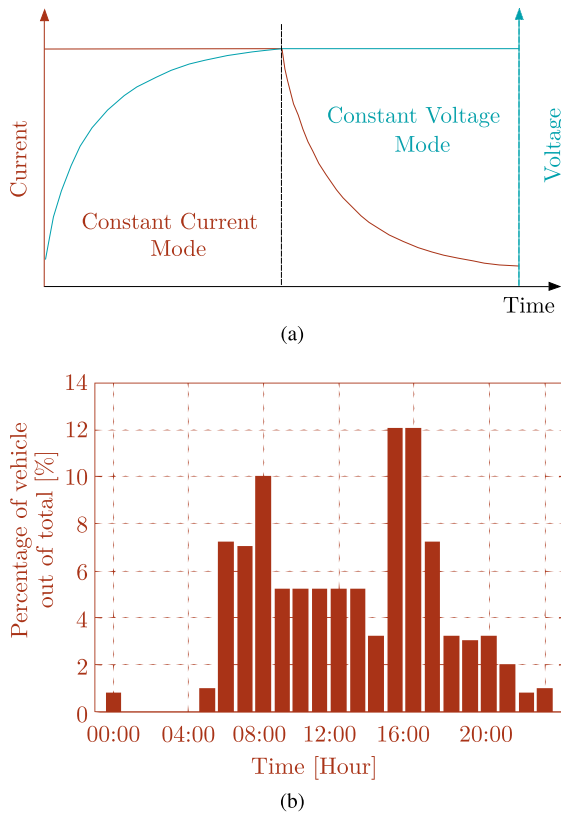 Current
Constant Current
Mode
Constant Voltage
Mode
Voltage
Time
(a)
Percentage of vehicle
out of total [%]
14
12
10
8
6
4
2
0
00:00 04:00 08:00 12:00 16:00 20:00
Time [Hour]
(b)